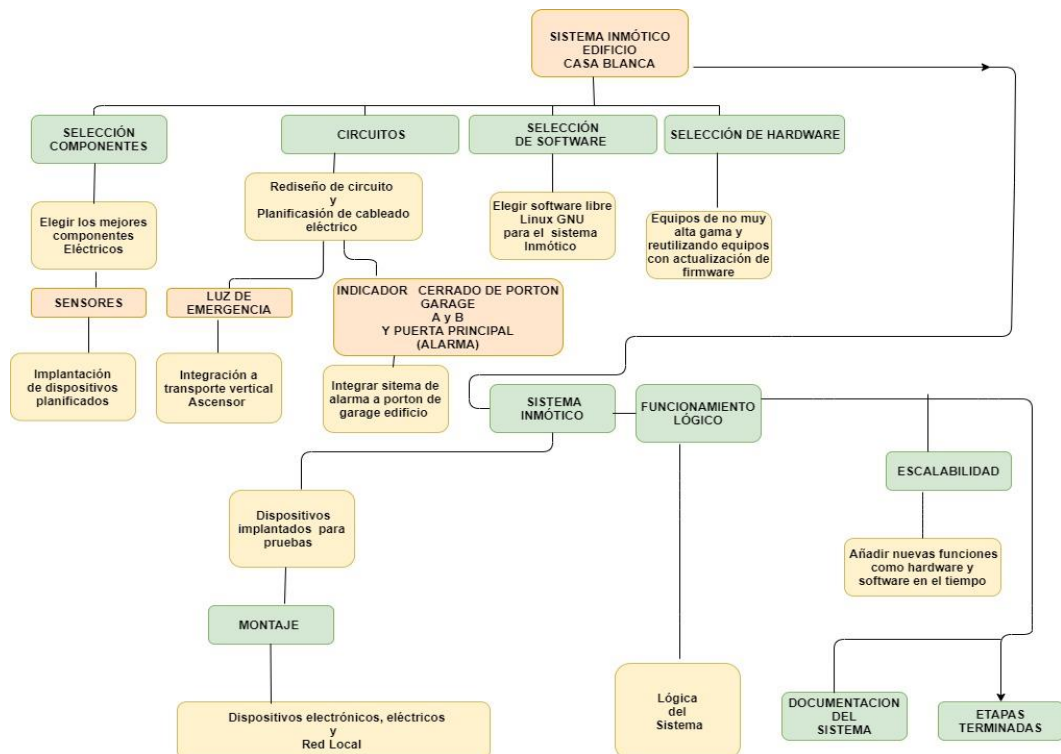 SISTEMA INMÓTICO
EDIFICIO
CASA BLANCA
SELECCIÓN
COMPONENTES
CIRCUITOS
SELECCIÓN
DE SOFTWARE
SELECCIÓN DE HARDWARE
Elegir los mejores
componentes
Eléctricos
Rediseño de circuito
y
Planificasión de cableado
eléctrico
Elegir software libre
Linux GNU
para el sistema
Inmótico
Equipos de no muy
alta gama y
reutilizando equipos
con actualización de
firmware
SENSORES
LUZ DE
EMERGENCIA
INDICADOR CERRADO DE PORTON
GARAGE
A y B
Y PUERTA PRINCIPAL
(ALARMA)
Implantación
de dispositivos
planificados
Integración a
transporte vertical
Ascensor
Integrar sitema de
alarma a porton de
garage edificio
SISTEMA
INMÓTICO
FUNCIONAMIENTO
LÓGICO
ESCALABILIDAD
Dispositivos
implantados para
pruebas
Añadir nuevas funciones
como hardware y
software en el tiempo
MONTAJE
Dispositivos electrónicos, eléctricos
y
Red Local
Lógica
del
Sistema
DOCUMENTACION
DEL
SISTEMA
ETAPAS
TERMINADAS